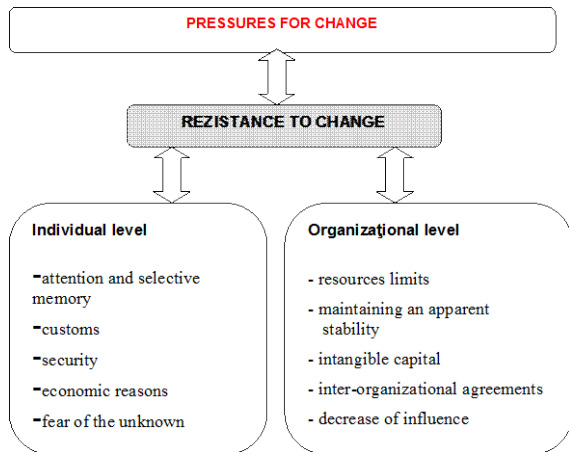 PRESSURES FOR CHANGE
REZISTANCE TO CHANGE
Individual level
-attention and selective
memory
-customs
-security
-economic reasons
-fear of the unknown
Organizaţional level
- resources limits
- maintaining an apparent
stability
- intangible capital
- inter-organizational agreements
- decrease of influence